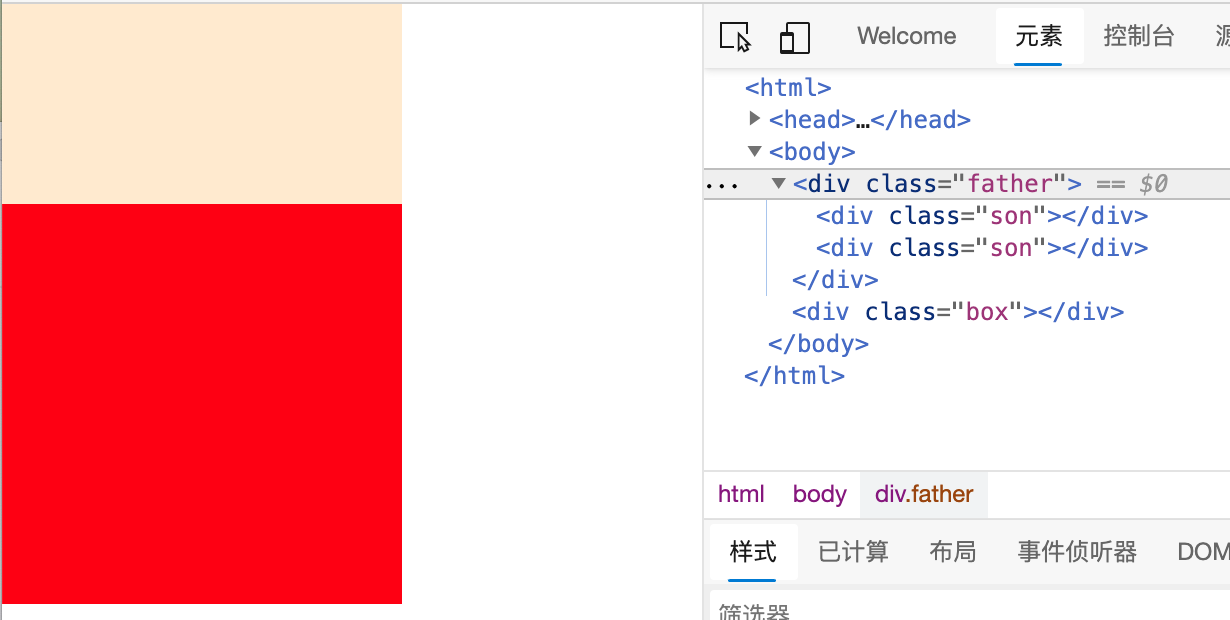 Welcome 元素 控制台 源
<html>
<head>…</head>
<body>
... <div class="father"> == $0
<div class="son"></div>
<div class="son"></div>
</div>
<div class="box"></div>
</body>
</html>
html body div.father
样式 已计算 布局 事件侦听器 DOM
筛选器